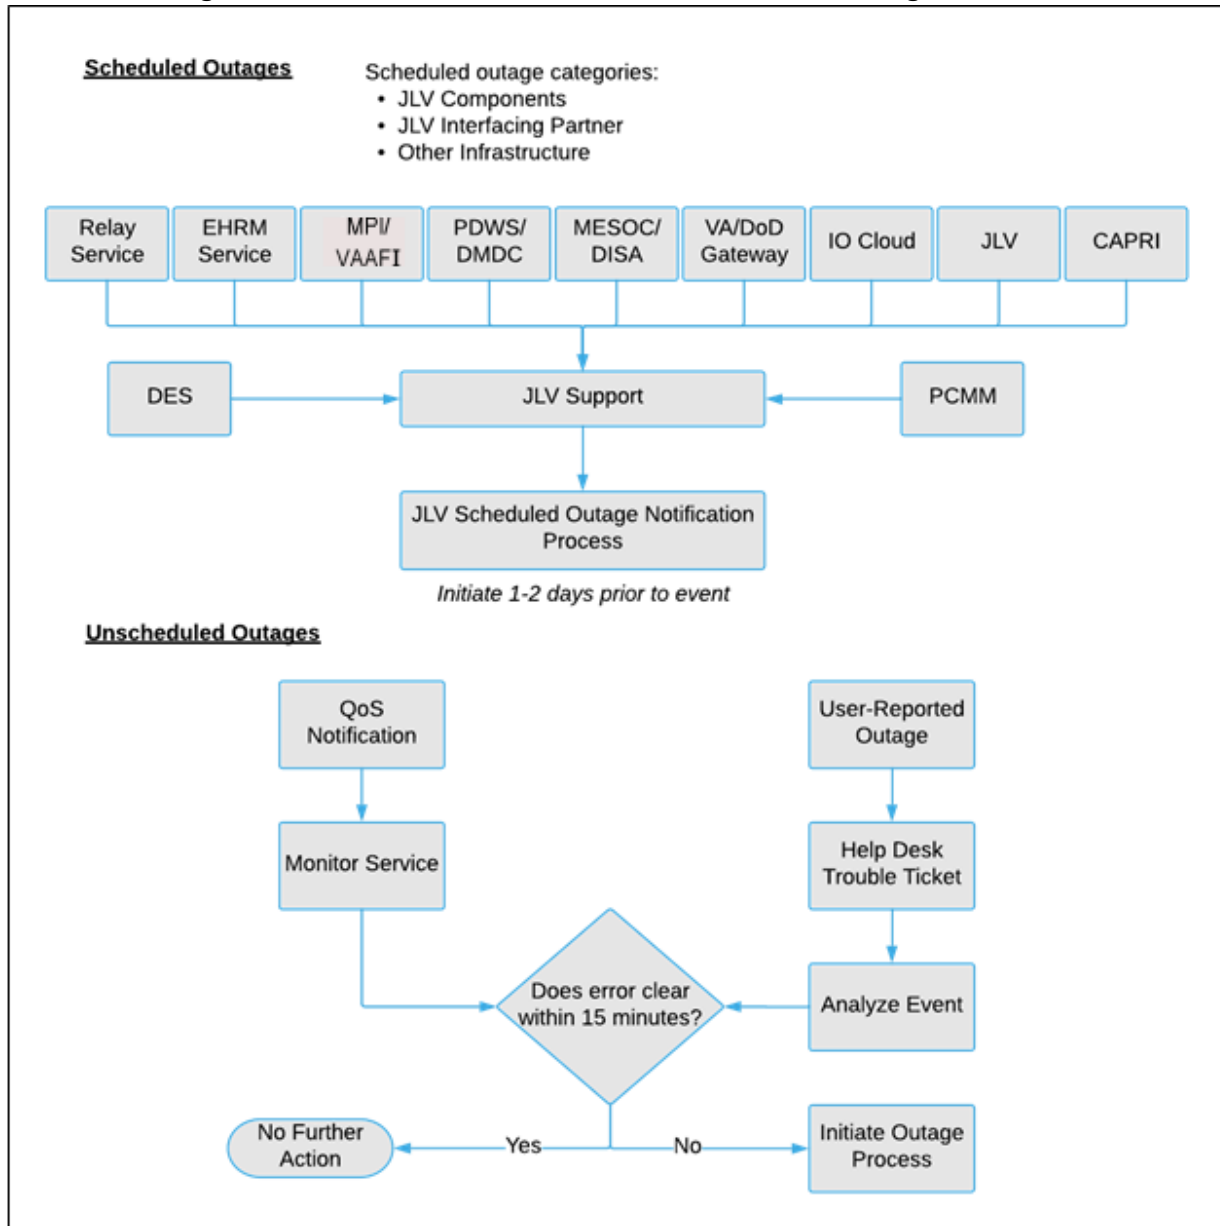 Scheduled Outages
Scheduled outage categories:
• JLV Components
• JLV Interfacing Partner
• Other Infrastructure
Relay
Service
EHRM
Service
MPI/
VAAFI
PDWS/
DMDC
MESOC/
DISA
VA/DoD
Gateway
IO Cloud
JLV
CAPRI
DES
JLV Support
PCMM
JLV Scheduled Outage Notification
Process
Initiate 1-2 days prior to event
Unscheduled Outages
QoS
Notification
User-Reported
Outage
Monitor Service
Help Desk
Trouble Ticket
Does error clear
within 15 minutes?
Analyze Event
No Further
Action
Yes
No
Initiate Outage
Process